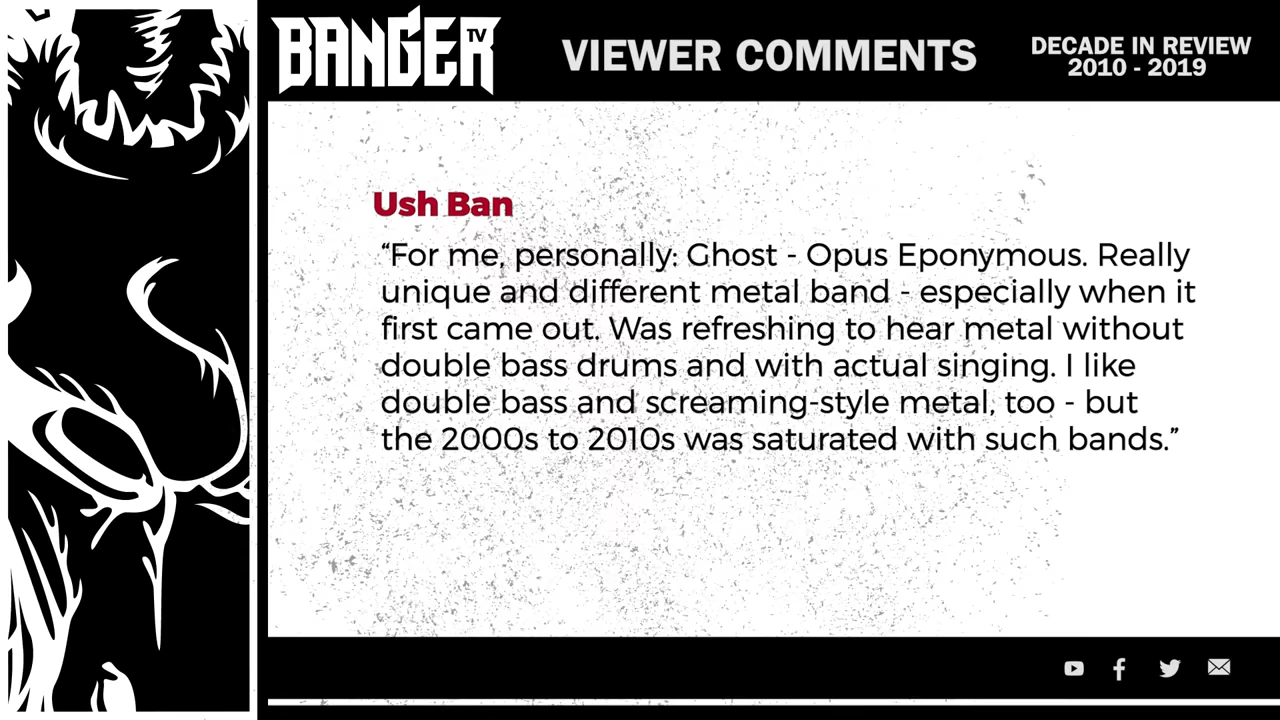 BANGER TV
VIEWER COMMENTS
DECADE IN REVIEW
2010 - 2019
Ush Ban
“For me, personally: Ghost - Opus Eponymous. Really
unique and different metal band - especially when it
first came out. Was refreshing to hear metal without
double bass drums and with actual singing. I like
double bass and screaming-style metal, too - but
the 2000s to 2010s was saturated with such bands.”